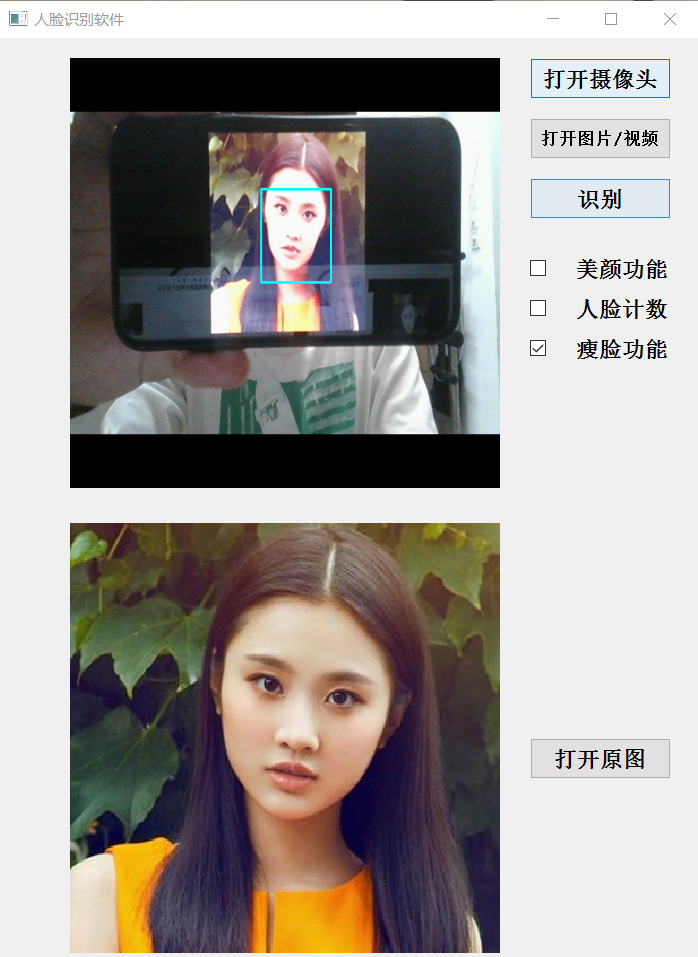 人脸识别软件
打开摄像头
打开图片/视频
识别
美颜功能
人脸计数
瘦脸功能
打开原图